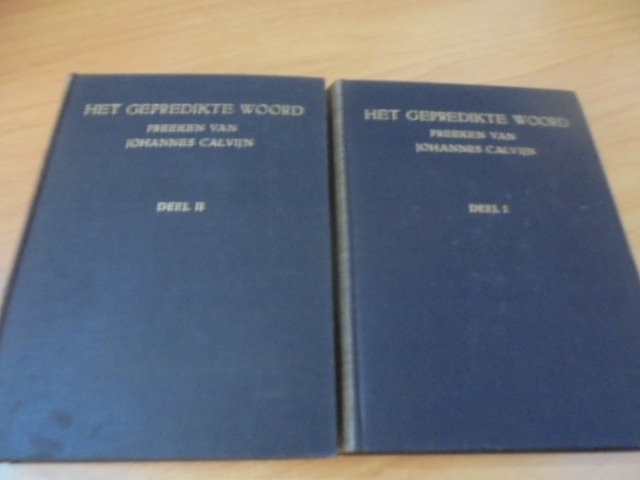 HET GEPREDIKTE WOORD
PREEKEN VAN
JOHANNES CALVIJN
DEEL II
HET GEPREDIKTE WOORD
PREEKEN VAN
JOHANNES CALVIJN
DEEL I